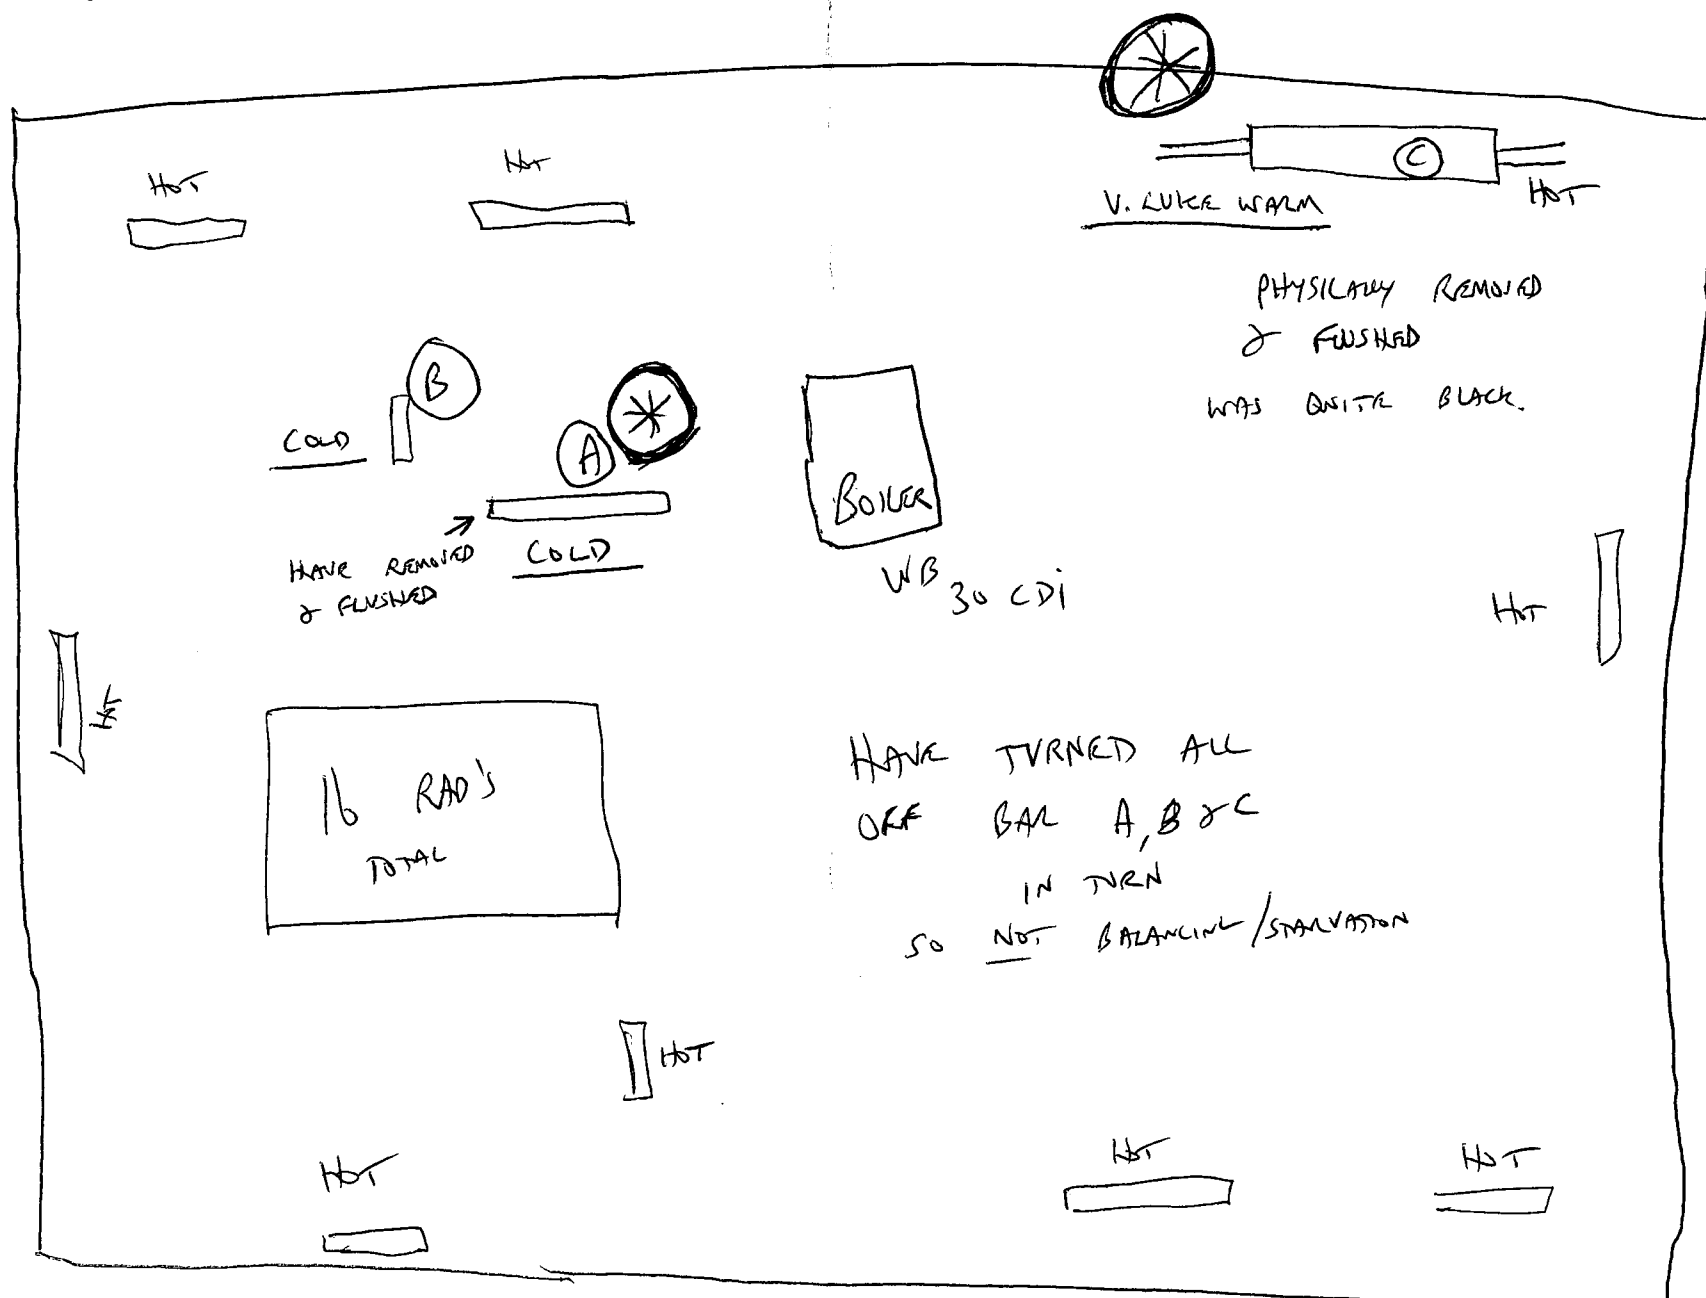 HOT
HOT
C
V. LUKE WARM
HOT
PHYSICALLY REMOVED
& FLUSHED
WAS QUITE BLACK.
B
COLD
A
HAVE REMOVED
& FLUSHED
COLD
BOILER
WB 30 CDi
HOT
HOT
16 RAD'S
TOTAL
HAVE TURNED ALL
OFF BAR A, B & C
IN TURN
SO NOT BALANCING/STARVATION
HOT
HOT
HOT
HOT